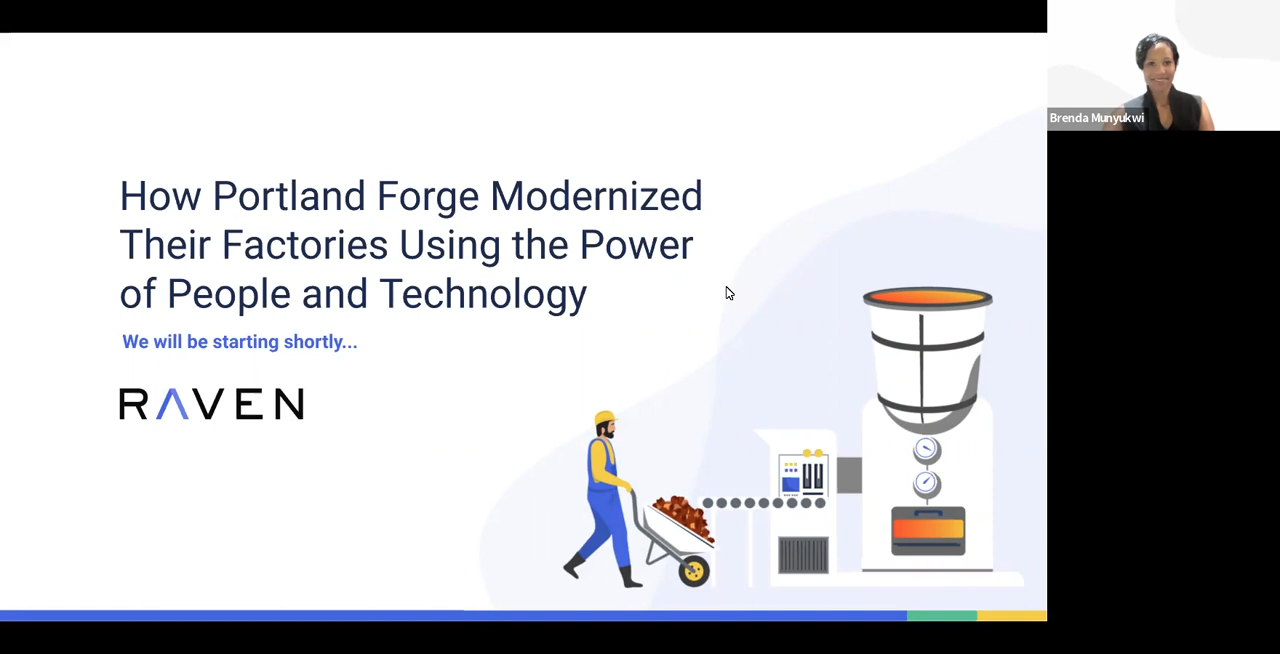 How Portland Forge Modernized
Their Factories Using the Power
of People and Technology
We will be starting shortly...
RAVEN
Brenda Munyukwi